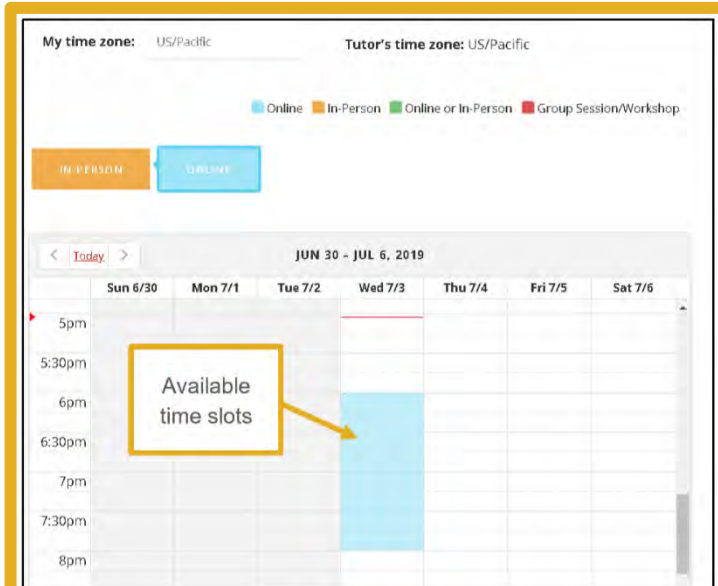 My time zone: US/Pacific Tutor's time zone: US/Pacific
Online In-Person Online or In-Person Group Session/Workshop
IN-PERSON ONLINE
< Today > JUN 30 – JUL 6, 2019
Sun 6/30 Mon 7/1 Tue 7/2 Wed 7/3 Thu 7/4 Fri 7/5 Sat 7/6
5pm
5:30pm
Available
time slots
6pm
6:30pm
7pm
7:30pm
8pm